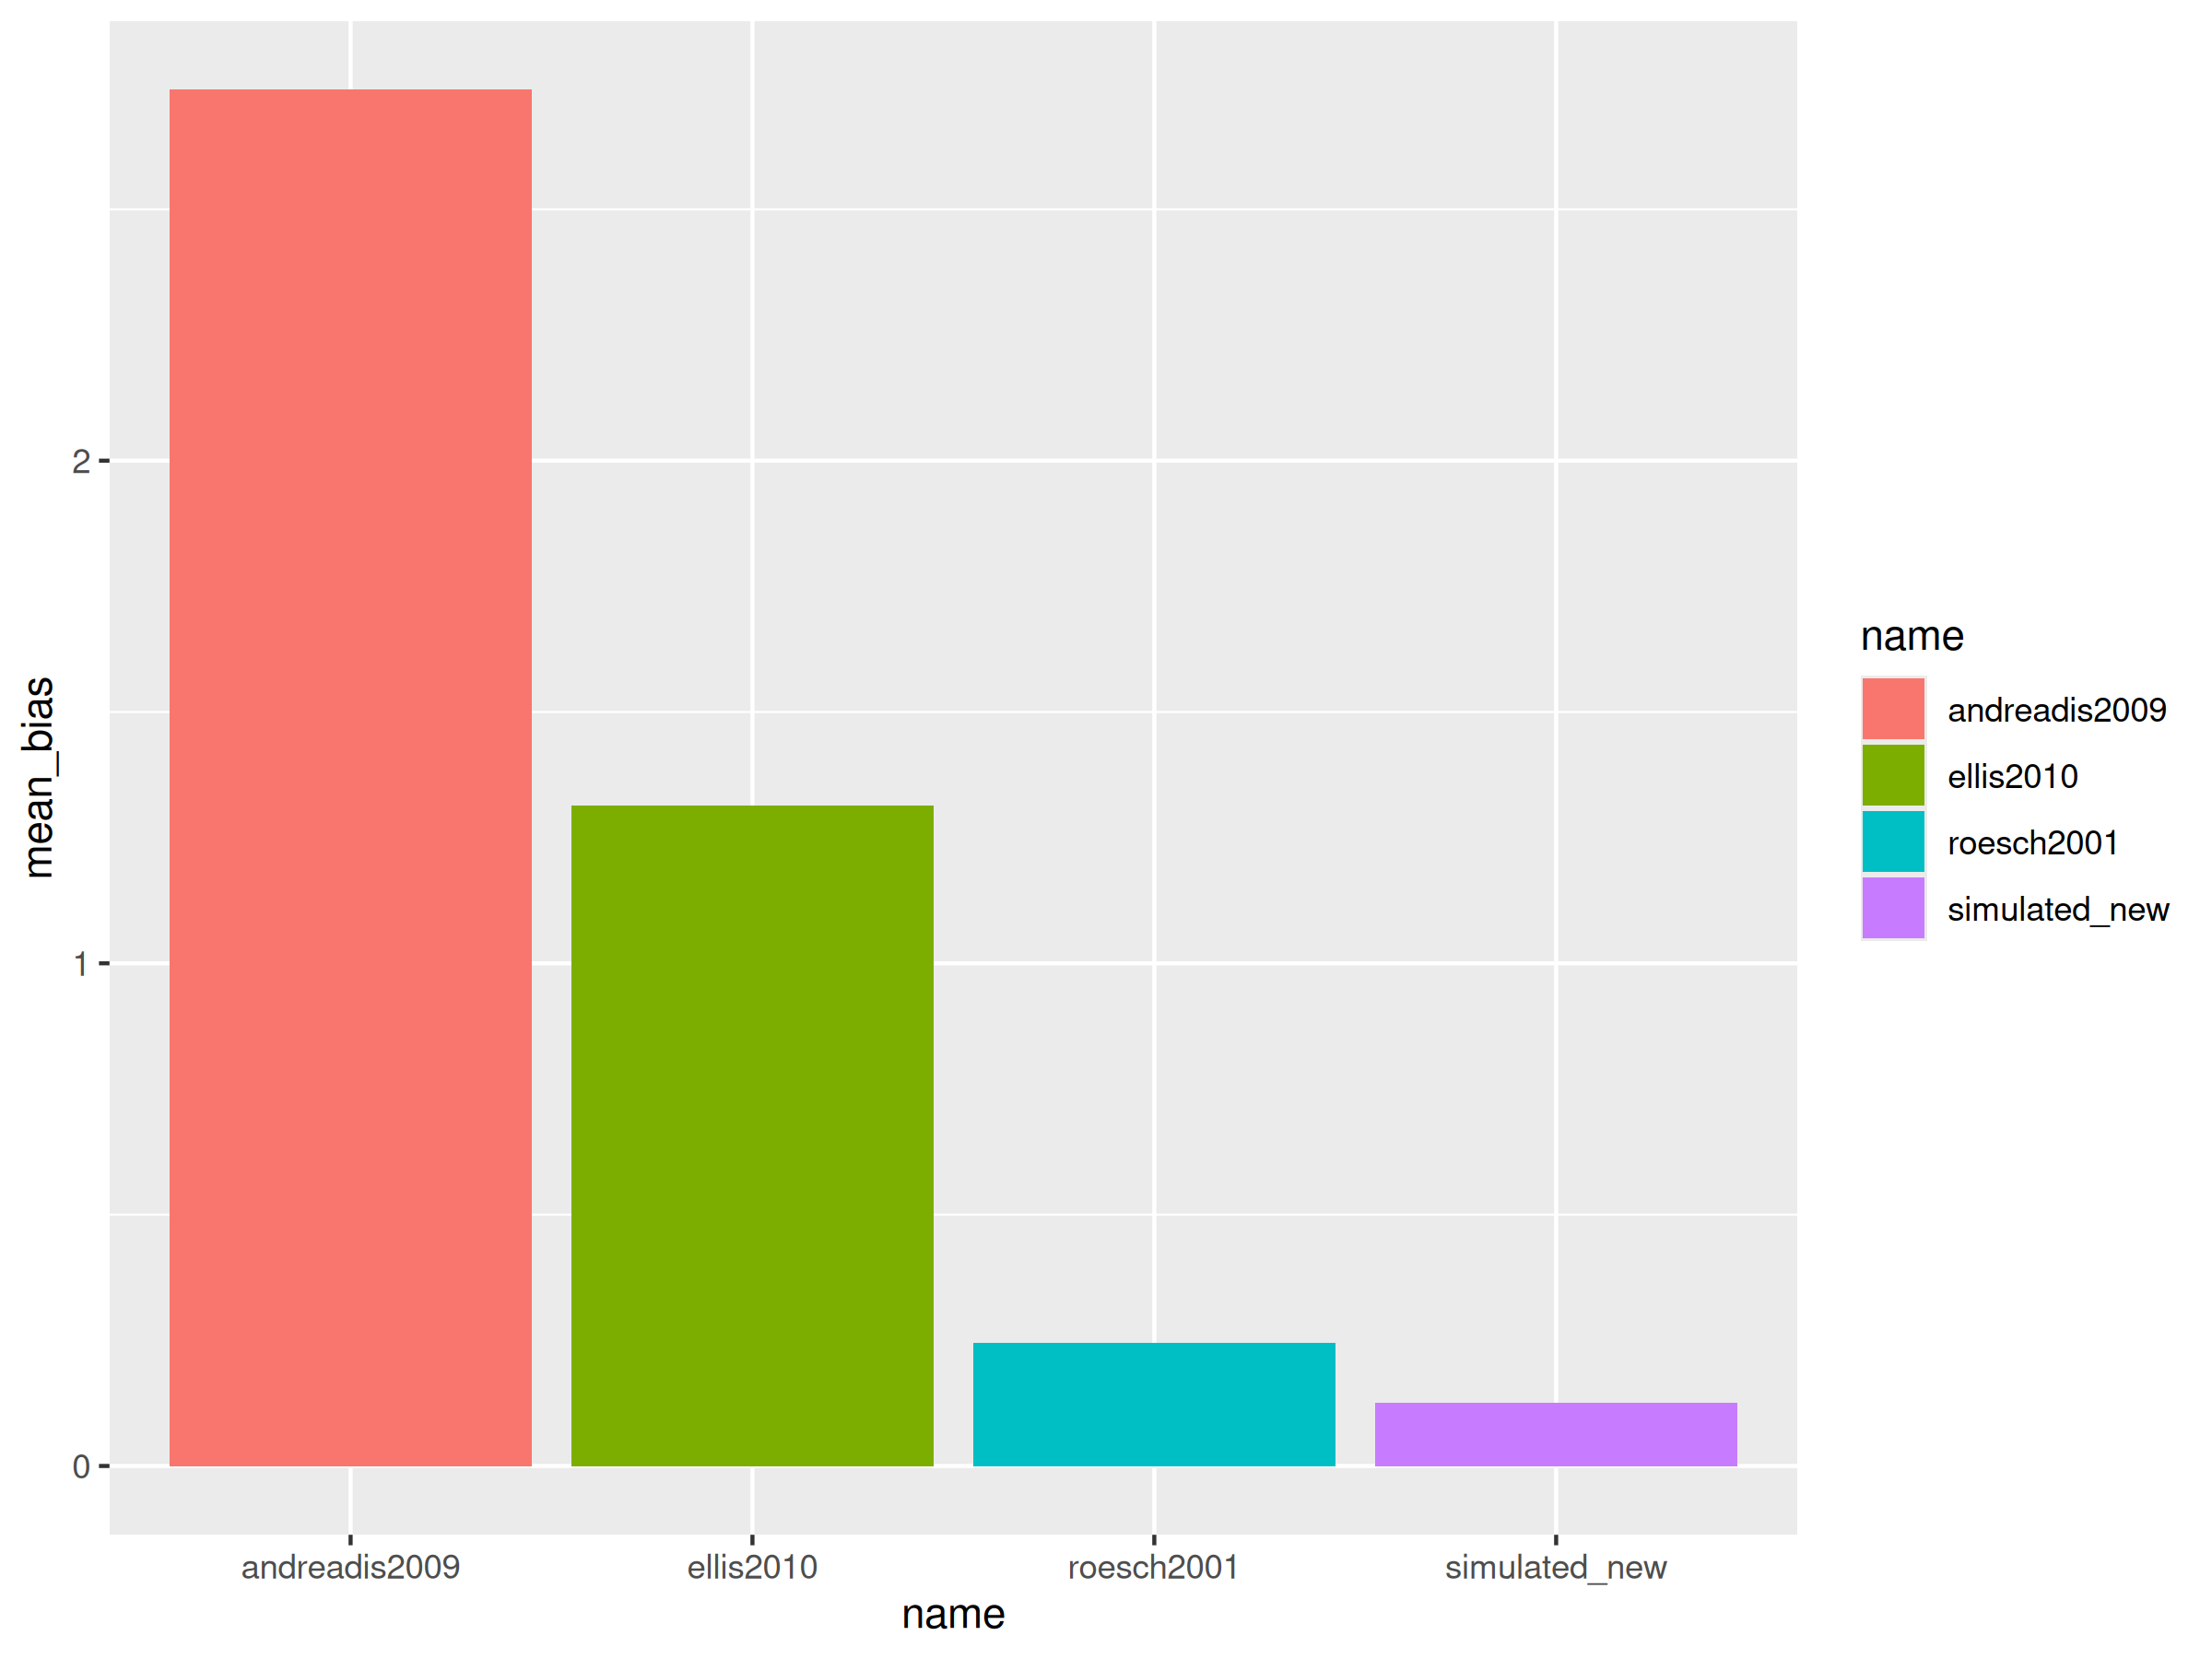 mean_bias
2
1
0
andreadis2009
ellis2010
roesch2001
simulated_new
name
name
andreadis2009
ellis2010
roesch2001
simulated_new